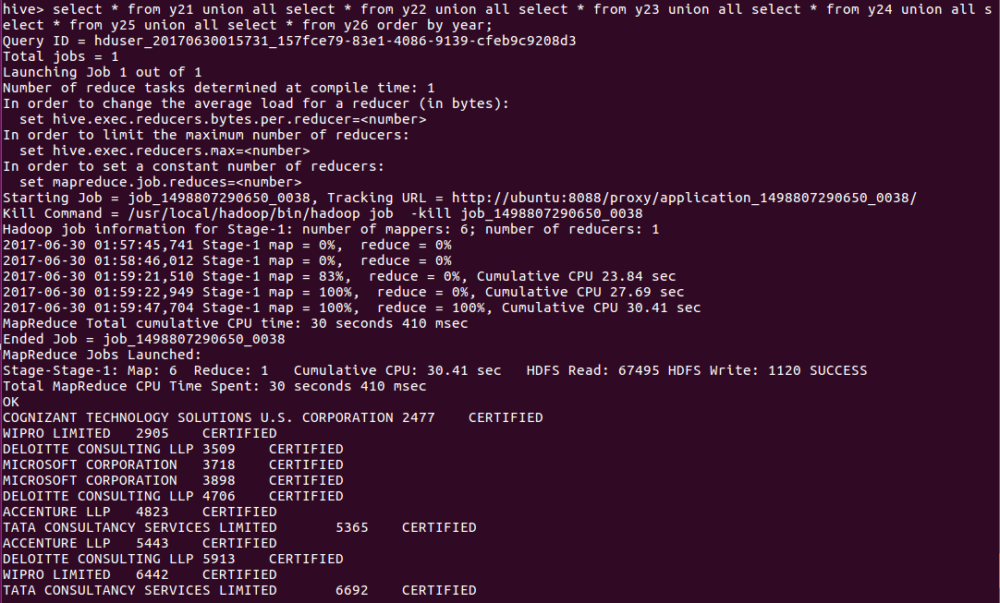 hive> select * from y21 union all select * from y22 union all select * from y23 union all select * from y24 union all s
elect * from y25 union all select * from y26 order by year;
Query ID = hduser_20170630015731_157fce79-83e1-4086-9139-cfeb9c9208d3
Total jobs = 1
Launching Job 1 out of 1
Number of reduce tasks determined at compile time: 1
In order to change the average load for a reducer (in bytes):
  set hive.exec.reducers.bytes.per.reducer=<number>
In order to limit the maximum number of reducers:
  set hive.exec.reducers.max=<number>
In order to set a constant number of reducers:
  set mapreduce.job.reduces=<number>
Starting Job = job_1498807290650_0038, Tracking URL = http://ubuntu:8088/proxy/application_1498807290650_0038/
Kill Command = /usr/local/hadoop/bin/hadoop job  -kill job_1498807290650_0038
Hadoop job information for Stage-1: number of mappers: 6; number of reducers: 1
2017-06-30 01:57:45,741 Stage-1 map = 0%,  reduce = 0%
2017-06-30 01:58:46,012 Stage-1 map = 0%,  reduce = 0%
2017-06-30 01:59:21,510 Stage-1 map = 83%,  reduce = 0%, Cumulative CPU 23.84 sec
2017-06-30 01:59:22,949 Stage-1 map = 100%,  reduce = 0%, Cumulative CPU 27.69 sec
2017-06-30 01:59:47,704 Stage-1 map = 100%,  reduce = 100%, Cumulative CPU 30.41 sec
MapReduce Total cumulative CPU time: 30 seconds 410 msec
Ended Job = job_1498807290650_0038
MapReduce Jobs Launched:
Stage-Stage-1: Map: 6  Reduce: 1   Cumulative CPU: 30.41 sec   HDFS Read: 67495 HDFS Write: 1120 SUCCESS
Total MapReduce CPU Time Spent: 30 seconds 410 msec
OK
COGNIZANT TECHNOLOGY SOLUTIONS U.S. CORPORATION 2477    CERTIFIED
WIPRO LIMITED   2905    CERTIFIED
DELOITTE CONSULTING LLP 3509    CERTIFIED
MICROSOFT CORPORATION   3718    CERTIFIED
MICROSOFT CORPORATION   3898    CERTIFIED
DELOITTE CONSULTING LLP 4706    CERTIFIED
ACCENTURE LLP   4823    CERTIFIED
TATA CONSULTANCY SERVICES LIMITED       5365    CERTIFIED
ACCENTURE LLP   5443    CERTIFIED
DELOITTE CONSULTING LLP 5913    CERTIFIED
WIPRO LIMITED   6442    CERTIFIED
TATA CONSULTANCY SERVICES LIMITED       6692    CERTIFIED